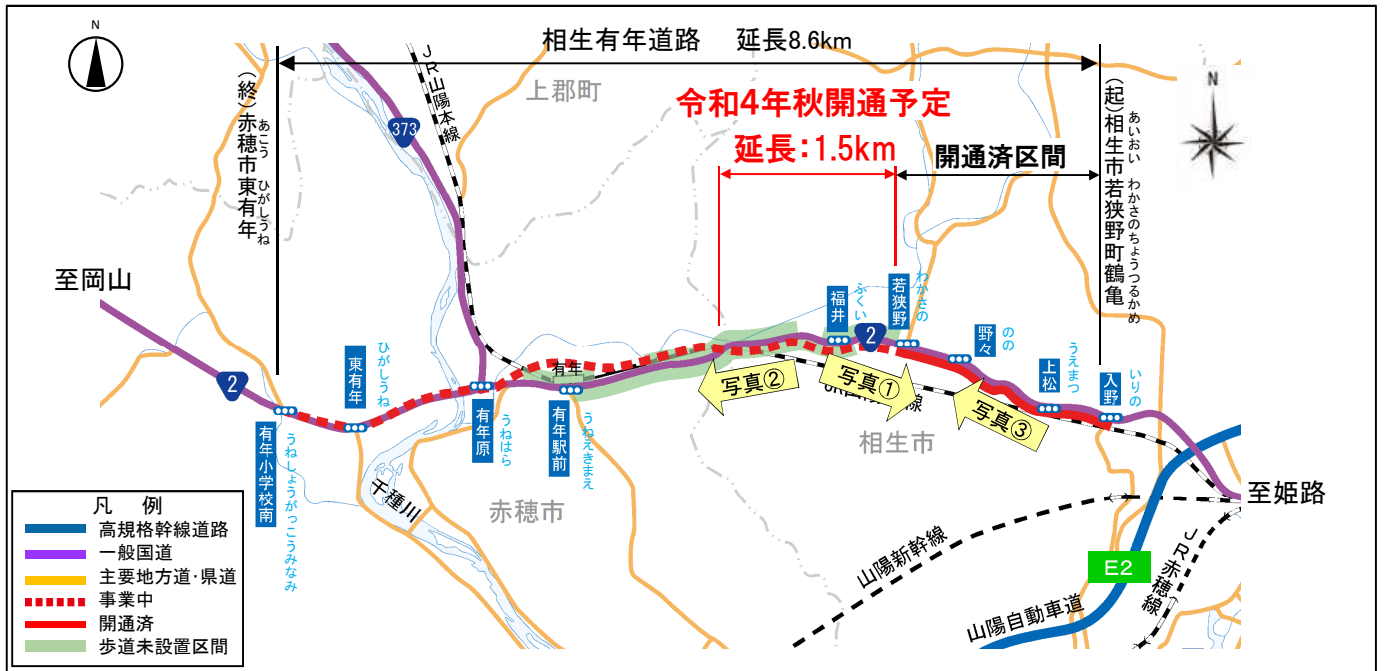 N
相生有年道路 延長8.6km
上郡町
JR山陽本線
373
令和4年秋開通予定
延長：1.5km
開通済区間
N
(終)赤穂市東有年
あこう
ひがしうね
(起)相生市若狭野町鶴亀
あいおい
わかさのちょうつるかめ
至岡山
2
有年小学校南
うねしょうがっこうみなみ
東有年
ひがしうね
有年原
うねはら
有年
有年駅前
うねえきまえ
福井
ふくい
2
若狭野
わかさの
野々
のの
上松
うえまつ
入野
いりの
写真②
写真①
写真③
相生市
赤穂市
千種川
至姫路
山陽新幹線
山陽自動車道
E2
JR赤穂線
凡 例
高規格幹線道路
一般国道
主要地方道・県道
事業中
開通済
歩道未設置区間